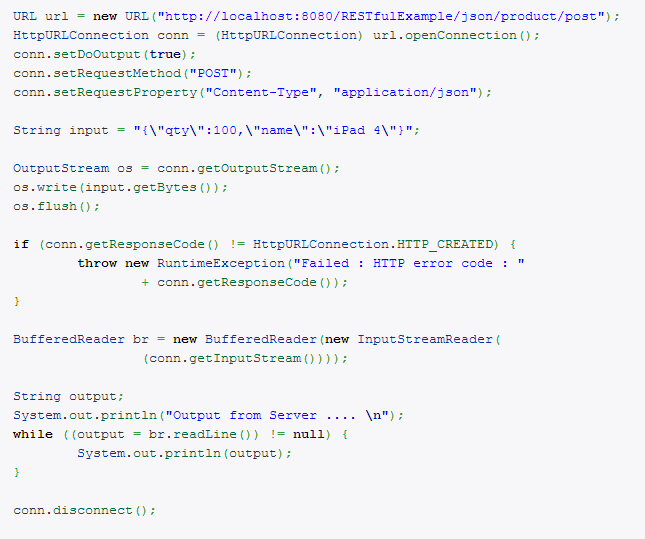 URL url = new URL("http://localhost:8080/RESTfulExample/json/product/post");
HttpURLConnection conn = (HttpURLConnection) url.openConnection();
conn.setDoOutput(true);
conn.setRequestMethod("POST");
conn.setRequestProperty("Content-Type", "application/json");

String input = "{\"qty\":100,\"name\":\"iPad 4\"}";

OutputStream os = conn.getOutputStream();
os.write(input.getBytes());
os.flush();

if (conn.getResponseCode() != HttpURLConnection.HTTP_CREATED) {
        throw new RuntimeException("Failed : HTTP error code : "
                + conn.getResponseCode());
}

BufferedReader br = new BufferedReader(new InputStreamReader(
                (conn.getInputStream())));

String output;
System.out.println("Output from Server .... \n");
while ((output = br.readLine()) != null) {
        System.out.println(output);
}

conn.disconnect();